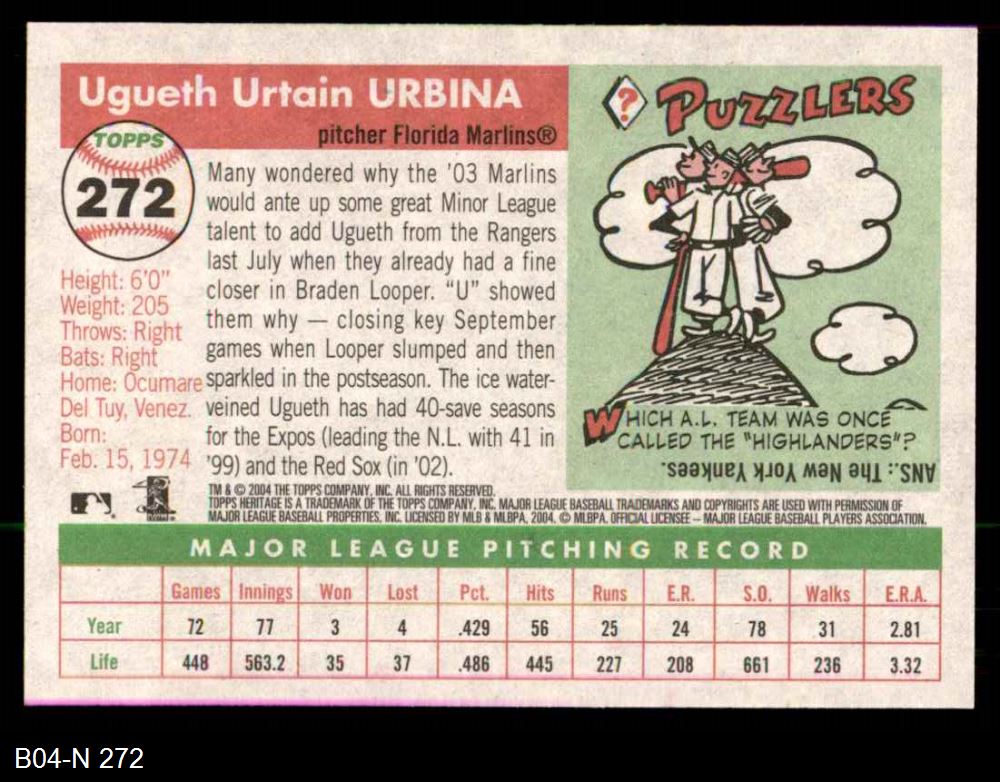 Ugueth Urtain URBINA
pitcher Florida Marlins®
TOPPS
272
Height: 6'0"
Weight: 205
Throws: Right
Bats: Right
Home: Ocumare
Del Tuy, Venez.
Born:
Feb. 15, 1974
Many wondered why the '03 Marlins
would ante up some great Minor League
talent to add Ugueth from the Rangers
last July when they already had a fine
closer in Braden Looper. “U” showed
them why — closing key September
games when Looper slumped and then
sparkled in the postseason. The ice water-
veined Ugueth has had 40-save seasons
for the Expos (leading the N.L. with 41 in
'99) and the Red Sox (in '02).
? PUZZLERS
WHICH A.L. TEAM WAS ONCE
CALLED THE "HIGHLANDERS"?
ANS.: The New York Yankees.
TM & © 2004 THE TOPPS COMPANY, INC. ALL RIGHTS RESERVED.
TOPPS HERITAGE IS A TRADEMARK OF THE TOPPS COMPANY, INC. MAJOR LEAGUE BASEBALL TRADEMARKS AND COPYRIGHTS ARE USED WITH PERMISSION OF
MAJOR LEAGUE BASEBALL PROPERTIES, INC. LICENSED BY MLB & MLBPA, 2004. © MLBPA. OFFICIAL LICENSEE – MAJOR LEAGUE BASEBALL PLAYERS ASSOCIATION.
MAJOR LEAGUE PITCHING RECORD
Games Innings Won Lost Pct. Hits Runs E.R. S.O. Walks E.R.A.
Year 72 77 3 4 .429 56 25 24 78 31 2.81
Life 448 563.2 35 37 .486 445 227 208 661 236 3.32
B04-N 272